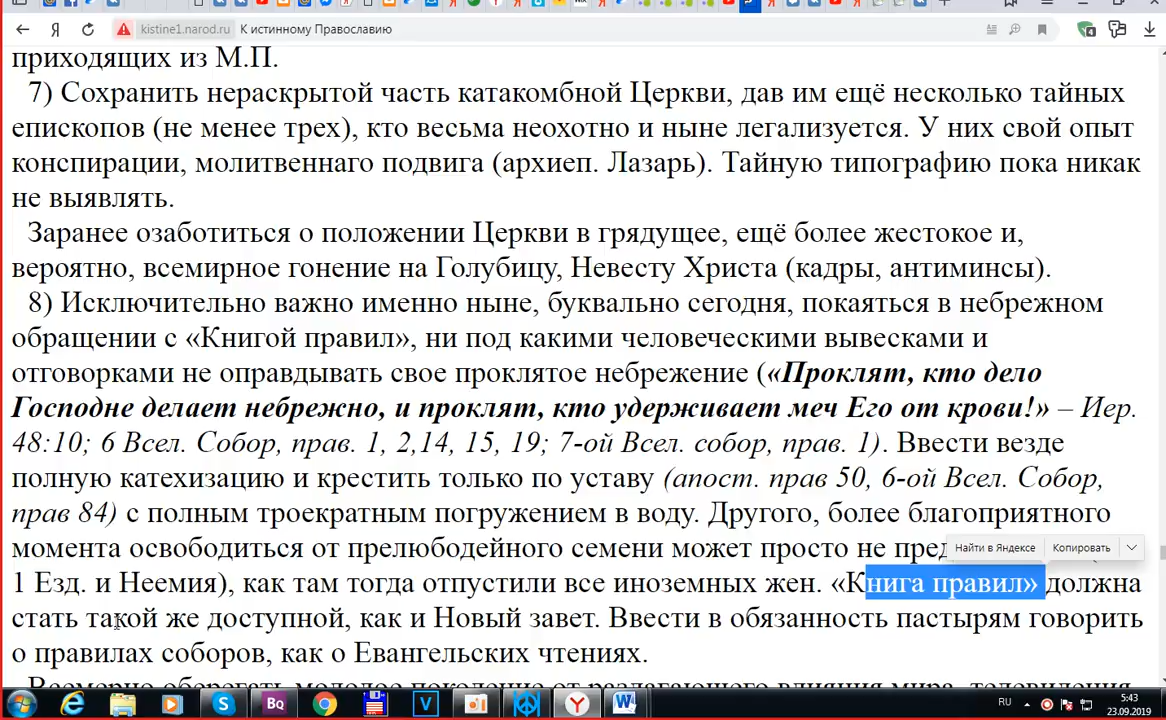 kistine1.narod.ru К истинному Православию
приходящих из М.П.
7) Сохранить нераскрытой часть катакомбной Церкви, дав им ещё несколько тайных
епископов (не менее трех), кто весьма неохотно и ныне легализуется. У них свой опыт
конспирации, молитвеннаго подвига (архиеп. Лазарь). Тайную типографию пока никак
не выявлять.
Заранее озаботиться о положении Церкви в грядущее, ещё более жестокое и,
вероятно, всемирное гонение на Голубицу, Невесту Христа (кадры, антиминсы).
8) Исключительно важно именно ныне, буквально сегодня, покаяться в небрежном
обращении с «Книгой правил», ни под какими человеческими вывесками и
отговорками не оправдывать свое проклятое небрежение («Проклят, кто дело
Господне делает небрежно, и проклят, кто удерживает меч Его от крови!» – Иер.
48:10; 6 Всел. Собор, прав. 1, 2,14, 15, 19; 7-ой Всел. собор, прав. 1). Ввести везде
полную катехизацию и крестить только по уставу (апост. прав 50, 6-ой Всел. Собор,
прав 84) с полным троекратным погружением в воду. Другого, более благоприятного
момента освободиться от прелюбодейного семени может просто не
Найти в Яндексе Копировать
1 Езд. и Неемия), как там тогда отпустили все иноземных жен. «Книга правил» должна
стать такой же доступной, как и Новый завет. Ввести в обязанность пастырям говорить
о правилах соборов, как о Евангельских чтениях.
Всемерно оберегать молодое поколение от разлагающего влияния мира, телевидения
RU 5:43
23.09.2019